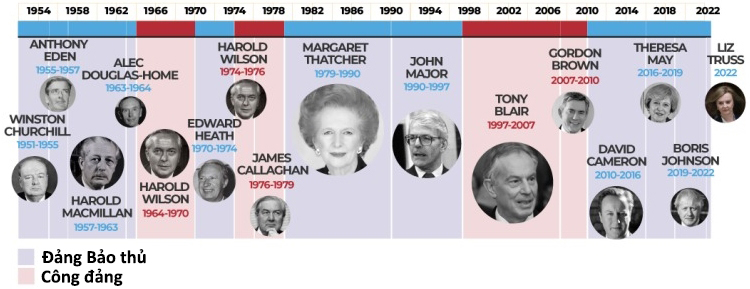 1954 1958 1962 1966 1970 1974 1978 1982 1986 1990 1994 1998 2002 2006 2010 2014 2018 2022
ANTHONY
EDEN
1955-1957
ALEC
DOUGLAS-HOME
1963-1964
HAROLD
WILSON
1974-1976
MARGARET
THATCHER
1979-1990
JOHN
MAJOR
1990-1997
GORDON
BROWN
2007-2010
THERESA
MAY
2016-2019
LIZ
TRUSS
2022
WINSTON
CHURCHILL
1951-1955
HAROLD
MACMILLAN
1957-1963
HAROLD
WILSON
1964-1970
EDWARD
HEATH
1970-1974
JAMES
CALLAGHAN
1976-1979
TONY
BLAIR
1997-2007
DAVID
CAMERON
2010-2016
BORIS
JOHNSON
2019-2022
Đảng Bảo thủ
Công đảng